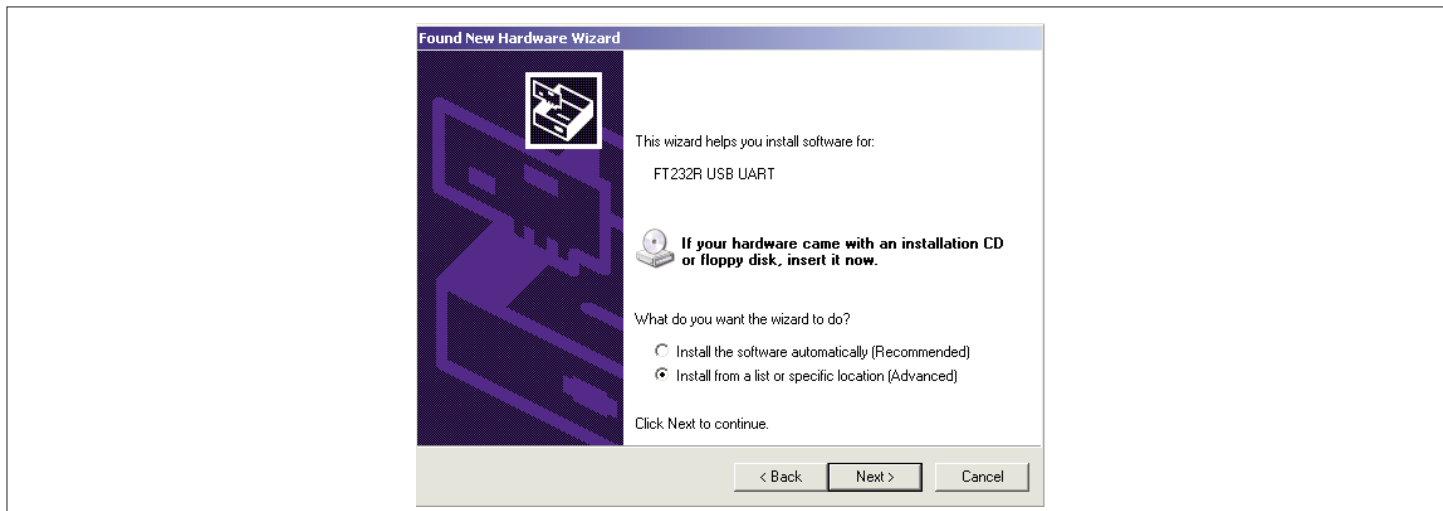 Found New Hardware Wizard
This wizard helps you install software for:
FT232R USB UART
If your hardware came with an installation CD
or floppy disk, insert it now.
What do you want the wizard to do?
Install the software automatically (Recommended)
Install from a list or specific location (Advanced)
Click Next to continue.
< Back
Next >
Cancel